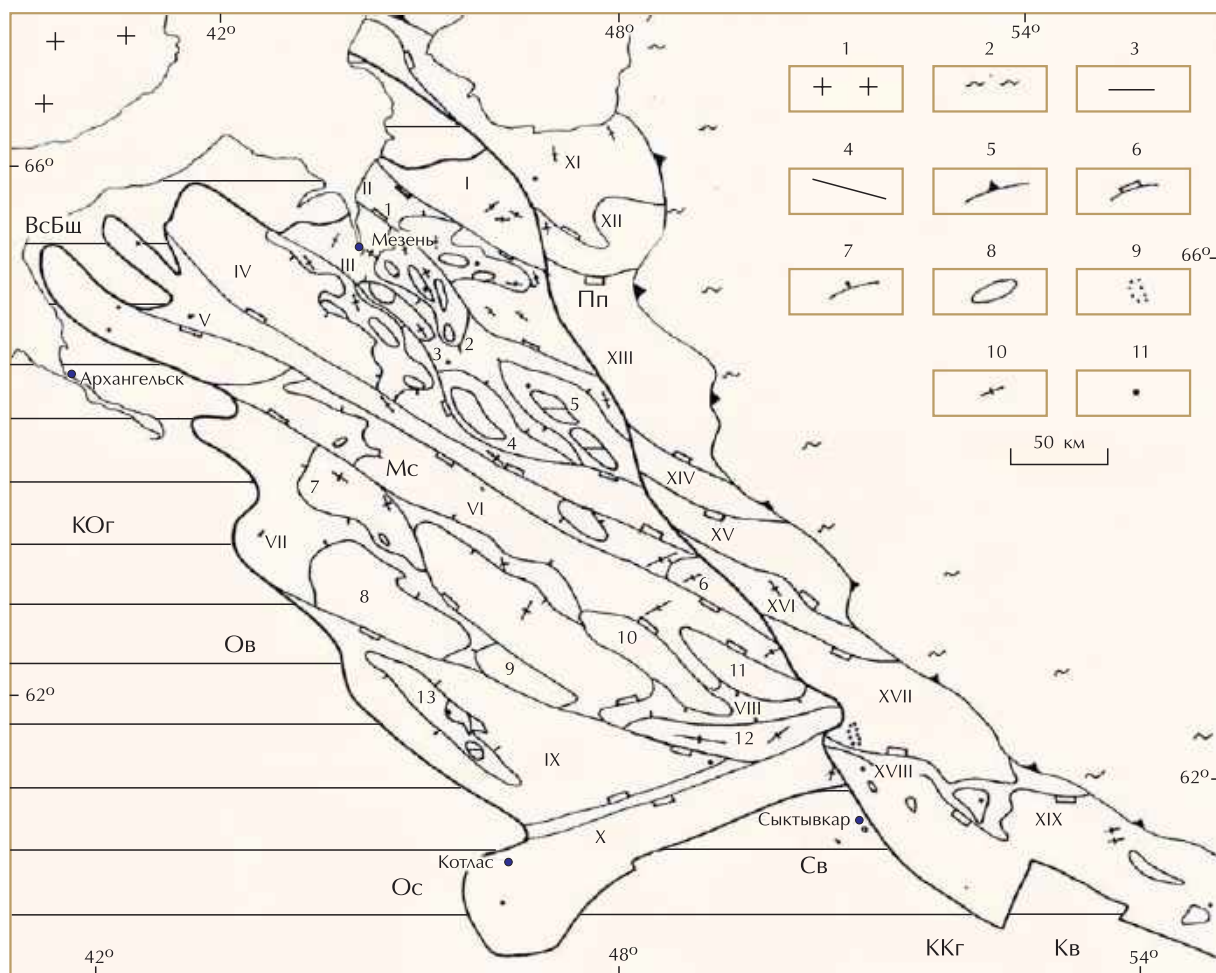 42°
48°
54°
1
2
3
66°
4
5
6
XI
I
II
XII
1
ВсБш
Мезень
7
8
9
66°
IV
III
Пп
V
2
XIII
3
10
11
Архангельск
5
4
50 км
Мс
XIV
7
VI
XV
КОг
VII
6
8
XVI
Ов
10
9
11
62°
13
VIII
XVII
12
IX
XVIII
62°
XIX
Сыктывкар
X
Котлас
Св
Ос
ККг
Кв
42°
48°
54°